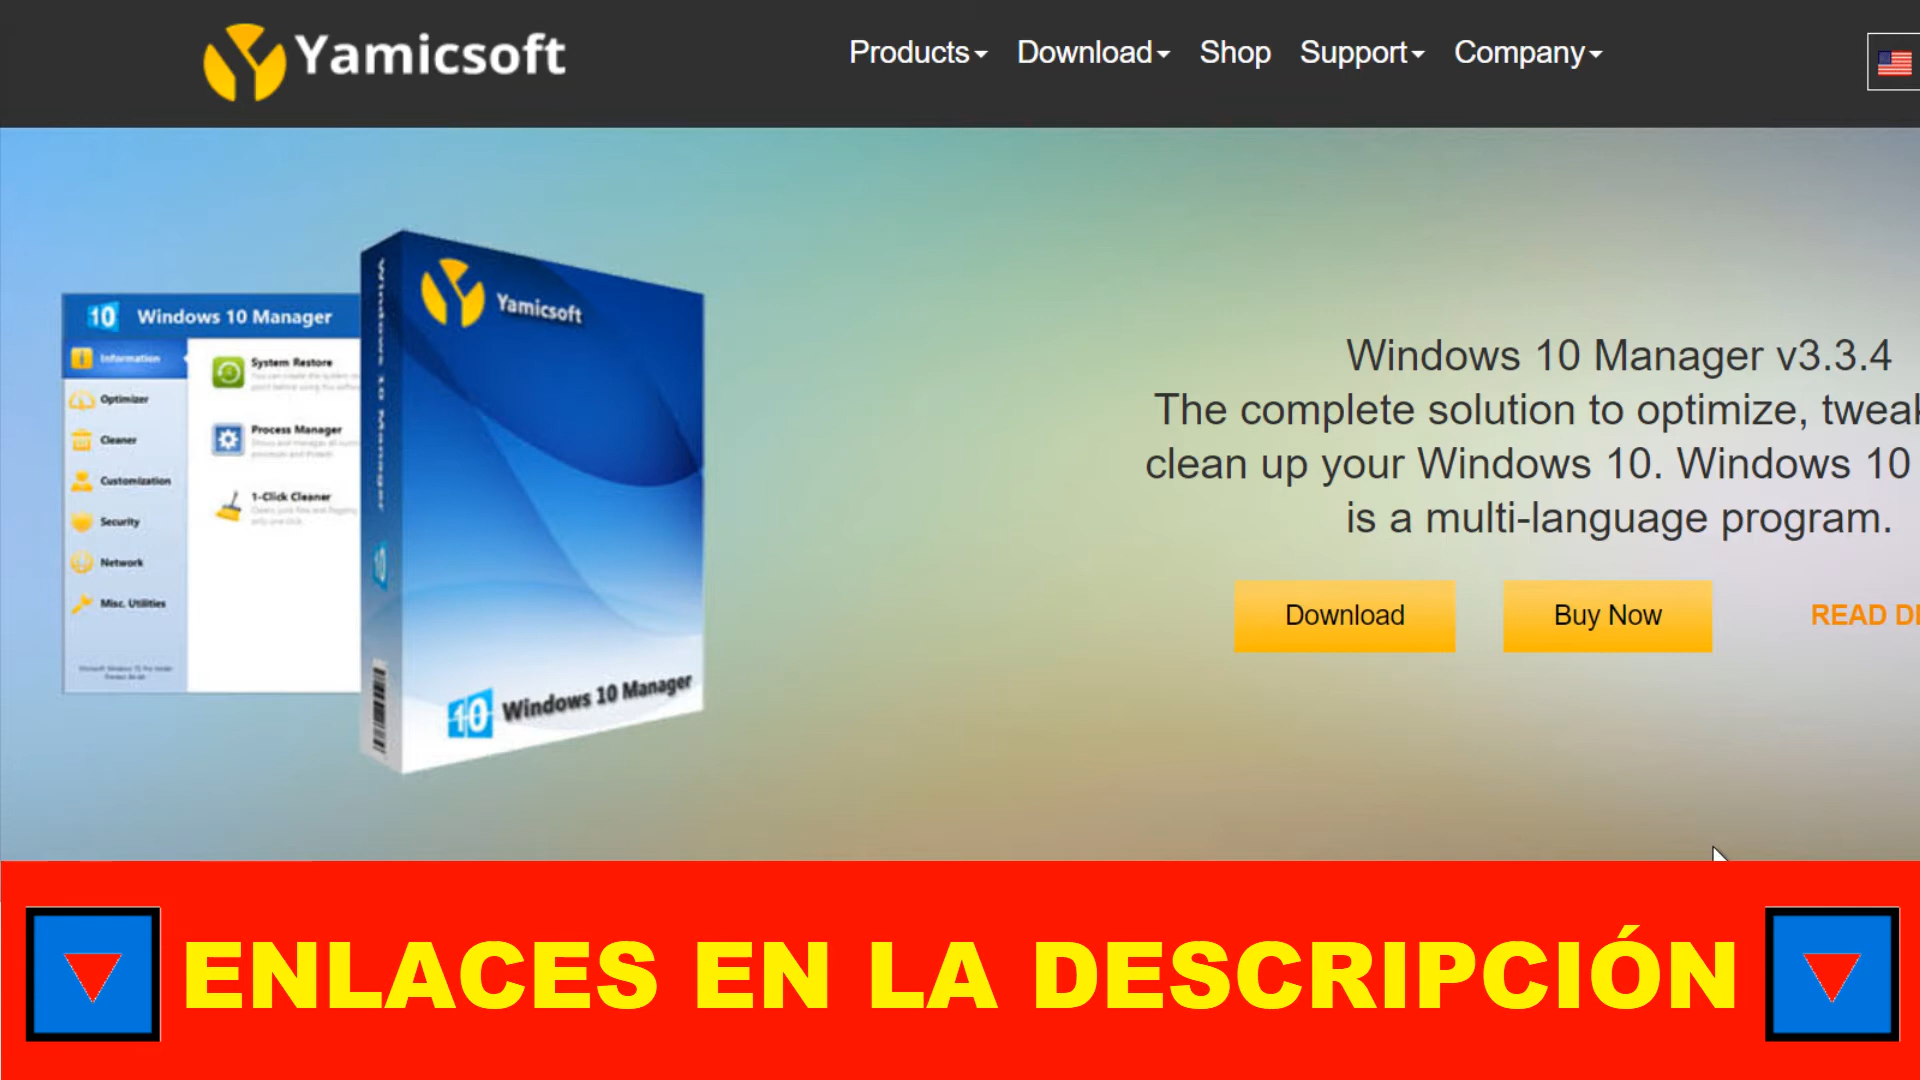 Yamicsoft
Products
Download
Shop
Support
Company
Windows 10 Manager
Information
Optimizer
Cleaner
Customization
Security
Network
Misc. Utilities
System Restore
Process Manager
1-Click Cleaner
Windows 10 Manager
10
Yamicsoft
10 Windows 10 Manager
Windows 10 Manager v3.3.4
The complete solution to optimize, tweak
clean up your Windows 10. Windows 10
is a multi-language program.
Download
Buy Now
READ
ENLACES EN LA DESCRIPCIÓN